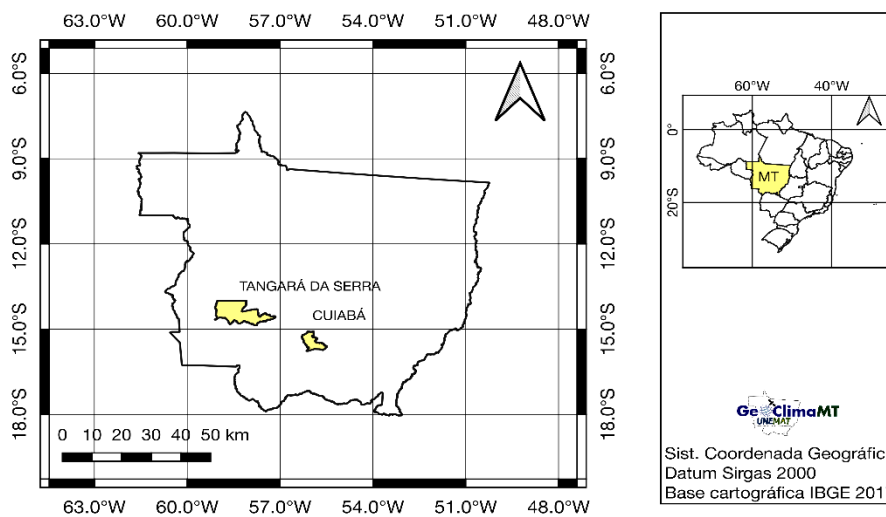 63.0°W 60.0°W 57.0°W 54.0°W 51.0°W 48.0°W
6.0°S 6.0°S
9.0°S 9.0°S
12.0°S 12.0°S
TANGARÁ DA SERRA
CUIABÁ
15.0°S 15.0°S
18.0°S 18.0°S
0 10 20 30 40 50 km
63.0°W 60.0°W 57.0°W 54.0°W 51.0°W 48.0°W
60°W 40°W
0°
MT
20°S
GeoClimaMT
UNEMAT
Sist. Coordenada Geográfic
Datum Sirgas 2000
Base cartográfica IBGE 201